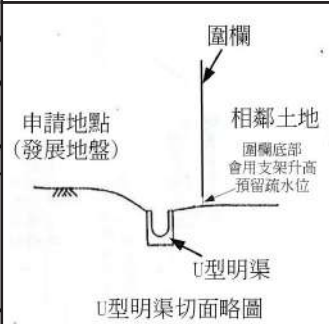 圍欄
申請地點
(發展地盤)
相鄰土地
圍欄底部
會用支架升高
預留疏水位
U型明渠
U型明渠切面略圖